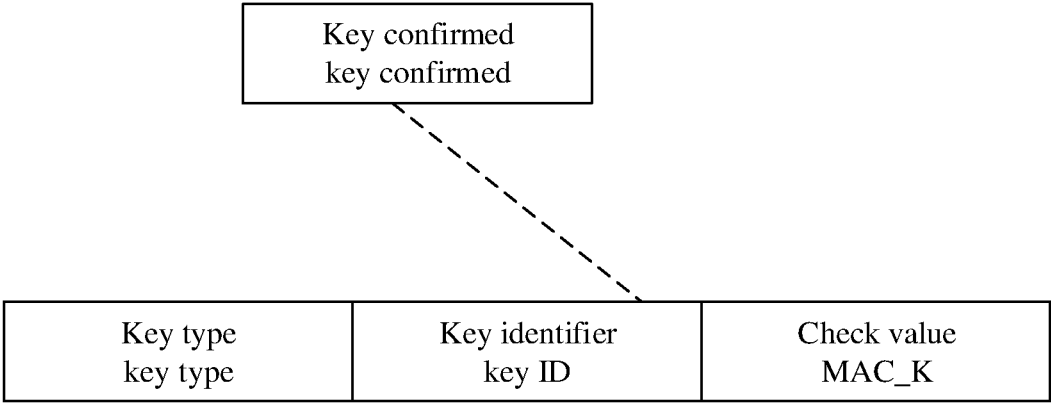 Key confirmed
key confirmed
Key type
key type
Key identifier
key ID
Check value
MAC_K